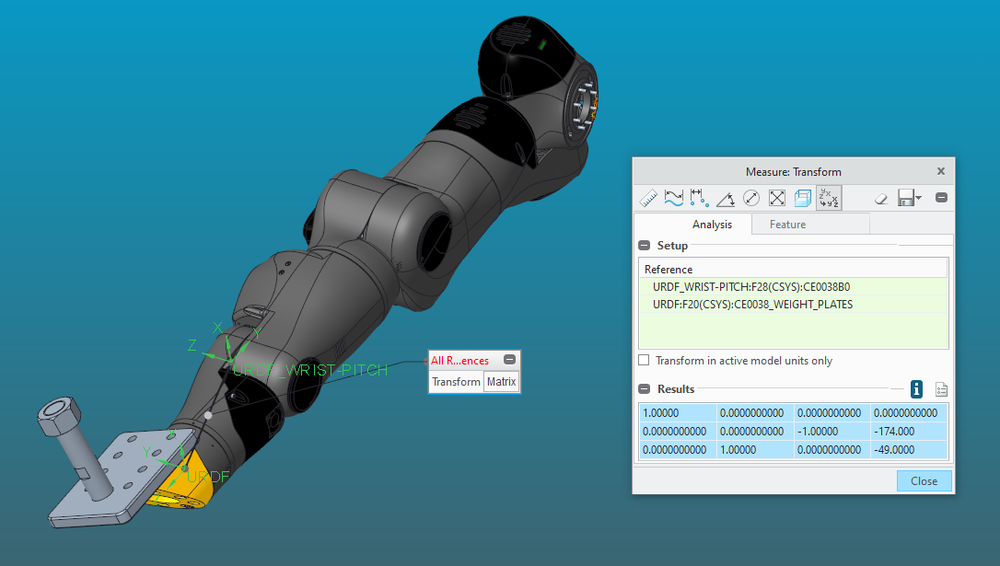 Measure: Transform
Analysis
Feature
Setup
Reference
URDF_WRIST-PITCH:F28(CSYS):CE0038B0
URDF:F20(CSYS):CE0038_WEIGHT_PLATES
Transform in active model units only
Results
1.00000 0.0000000000 0.0000000000 0.0000000000
0.0000000000 0.0000000000 -1.00000 -174.000
0.0000000000 1.00000 0.0000000000 -49.0000
Close
X
Y
Z
URDF_WRIST-PITCH
All R...ences
Transform Matrix
Y
URDF